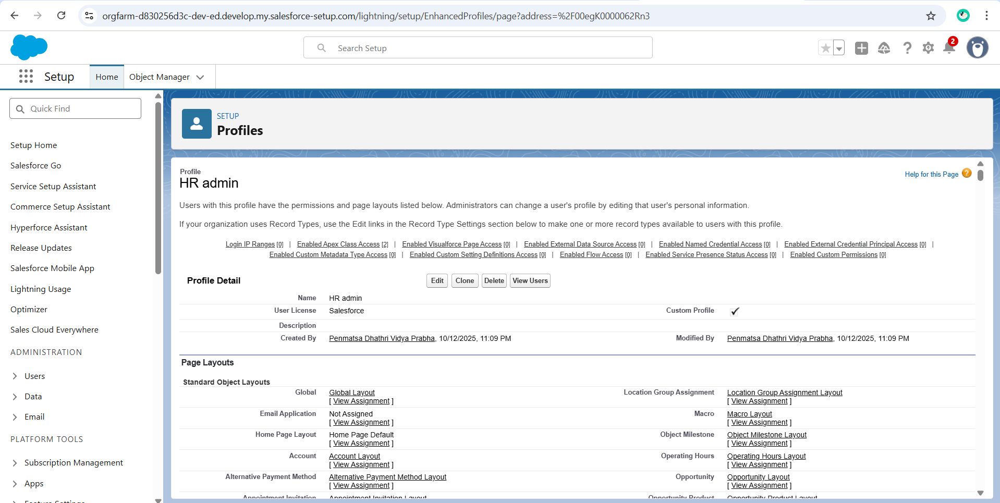 orgfarm-d830256d3c-dev-ed.develop.my.salesforce-setup.com/lightning/setup/EnhancedProfiles/page?address=%2F00egK0000062Rn3
Search Setup
2
Setup
Home
Object Manager
Quick Find
Setup Home
Salesforce Go
Service Setup Assistant
Commerce Setup Assistant
Hyperforce Assistant
Release Updates
Salesforce Mobile App
Lightning Usage
Optimizer
Sales Cloud Everywhere
ADMINISTRATION
Users
Data
Email
PLATFORM TOOLS
Subscription Management
Apps
Feature Settings
SETUP
Profiles
Profile
HR admin
Help for this Page ?
Users with this profile have the permissions and page layouts listed below. Administrators can change a user's profile by editing that user's personal information.
If your organization uses Record Types, use the Edit links in the Record Type Settings section below to make one or more record types available to users with this profile.
Login IP Ranges [0] | Enabled Apex Class Access [2] | Enabled Visualforce Page Access [0] | Enabled External Data Source Access [0] | Enabled Named Credential Access [0] | Enabled External Credential Principal Access [0] |
Enabled Custom Metadata Type Access [0] | Enabled Custom Setting Definitions Access [0] | Enabled Flow Access [0] | Enabled Service Presence Status Access [0] | Enabled Custom Permissions [0]
Profile Detail Edit Clone Delete View Users
Name HR admin
User License Salesforce Custom Profile
Description
Created By Penmatsa Dhathri Vidya Prabha, 10/12/2025, 11:09 PM Modified By Penmatsa Dhathri Vidya Prabha, 10/12/2025, 11:09 PM
Page Layouts
Standard Object Layouts
Global Global Layout Location Group Assignment Location Group Assignment Layout
[ View Assignment ] [ View Assignment ]
Email Application Not Assigned Macro Macro Layout
[ View Assignment ] [ View Assignment ]
Home Page Layout Home Page Default Object Milestone Object Milestone Layout
[ View Assignment ] [ View Assignment ]
Account Account Layout Operating Hours Operating Hours Layout
[ View Assignment ] [ View Assignment ]
Alternative Payment Method Alternative Payment Method Layout Opportunity Opportunity Layout
[ View Assignment ] [ View Assignment ]
Appointment Invitation Appointment Invitation Layout Opportunity Product Opportunity Product Layout